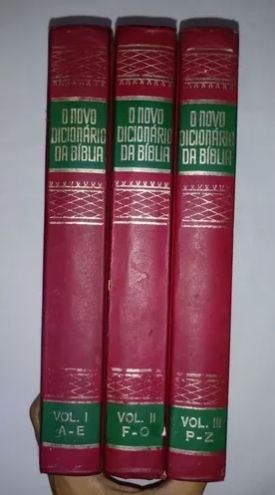 O NOVO
DICIONÁRIO
DA BÍBLIA
VOL. I
A-E
O NOVO
DICIONÁRIO
DA BÍBLIA
VOL. II
F-O
O NOVO
DICIONÁRIO
DA BÍBLIA
VOL. III
P-Z